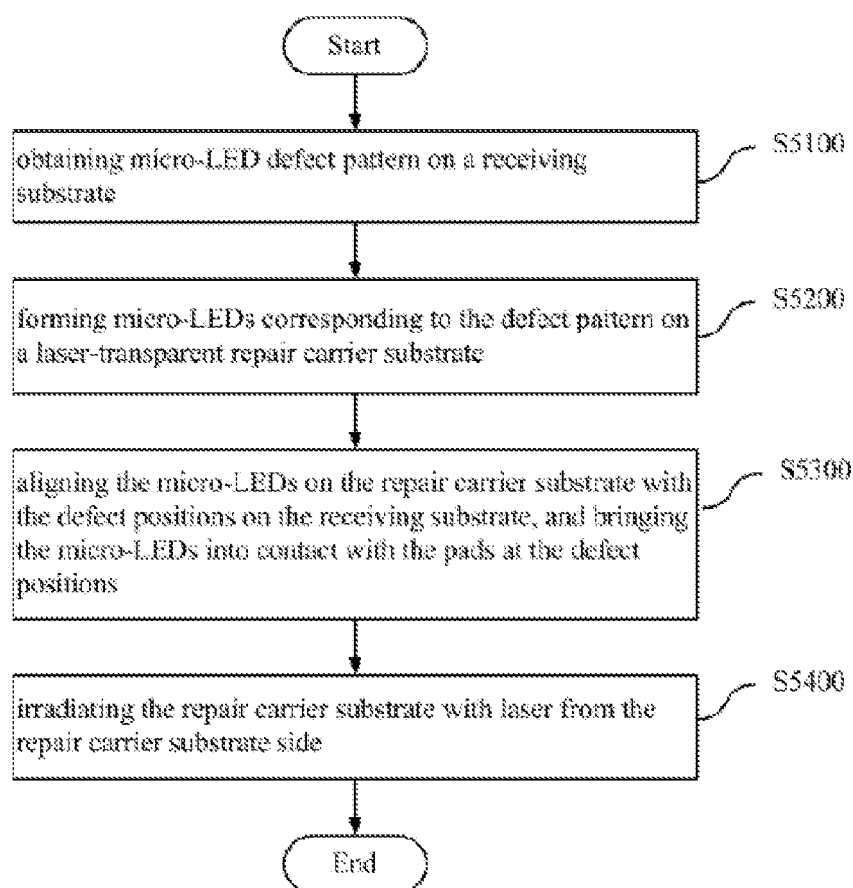 Start
obtaining micro-LED defect pattern on a receiving
substrate
S5100
forming micro-LEDs corresponding to the defect pattern on
a laser-transparent repair carrier substrate
S5200
aligning the micro-LEDs on the repair carrier substrate with
the defect positions on the receiving substrate, and bringing
the micro-LEDs into contact with the pads at the defect
positions
S5300
irradiating the repair carrier substrate with laser from the
repair carrier substrate side
S5400
End